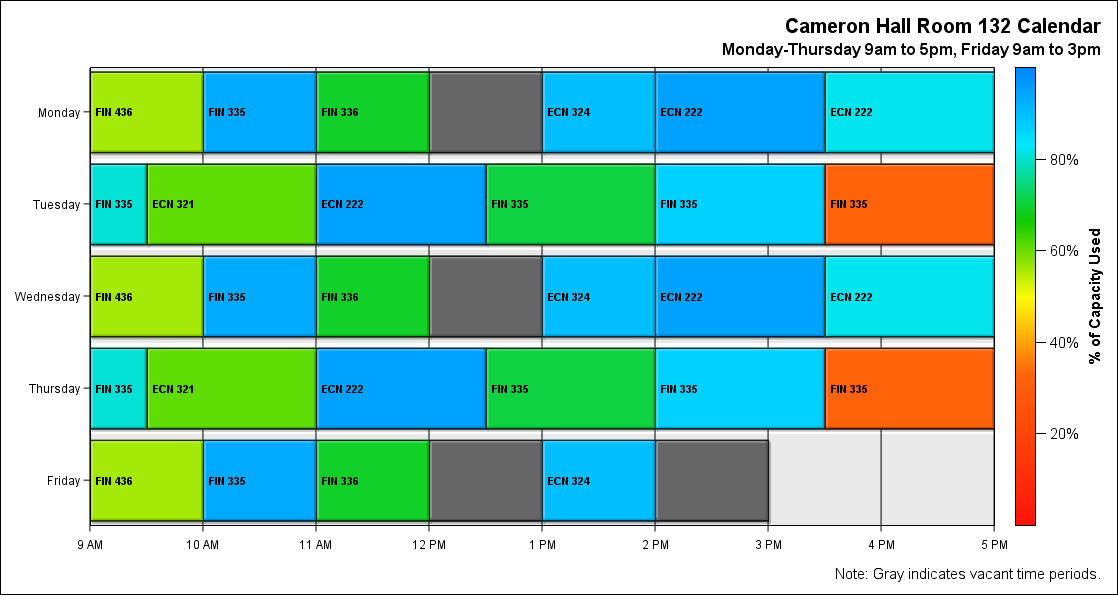 Cameron Hall Room 132 Calendar
Monday-Thursday 9am to 5pm, Friday 9am to 3pm
Monday FIN 436 FIN 335 FIN 336 ECN 324 ECN 222 ECN 222
Tuesday FIN 335 ECN 321 ECN 222 FIN 335 FIN 335 FIN 335
Wednesday FIN 436 FIN 335 FIN 336 ECN 324 ECN 222 ECN 222
Thursday FIN 335 ECN 321 ECN 222 FIN 335 FIN 335 FIN 335
Friday FIN 436 FIN 335 FIN 336 ECN 324
9 AM 10 AM 11 AM 12 PM 1 PM 2 PM 3 PM 4 PM 5 PM
80%
60%
40%
20%
% of Capacity Used
Note: Gray indicates vacant time periods.